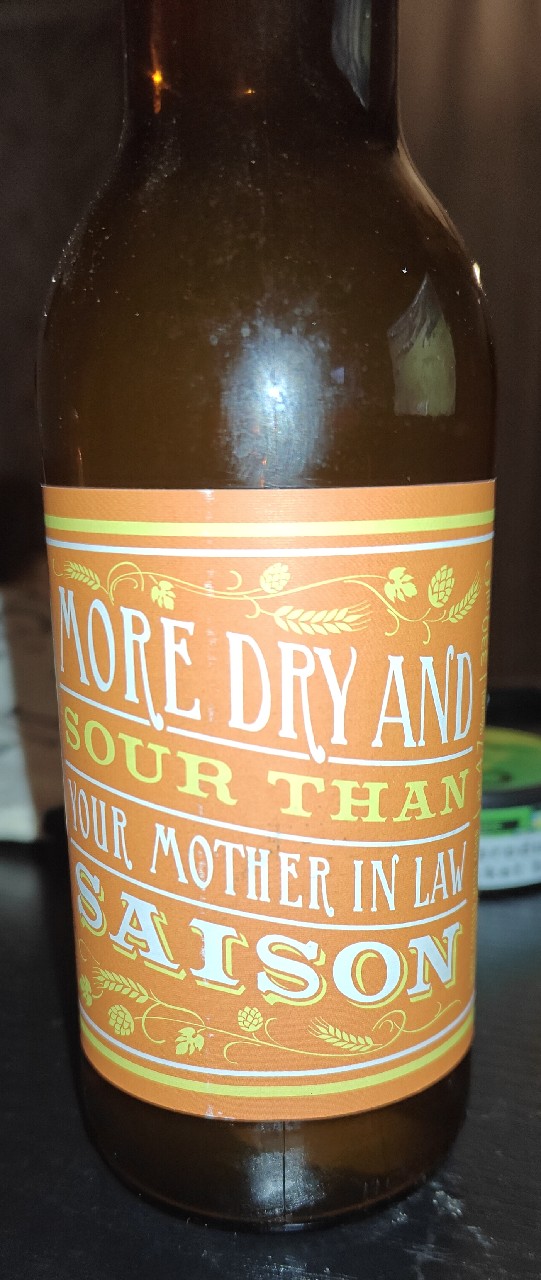 MORE DRY AND
SOUR THAN
YOUR MOTHER IN LAW
SAISON